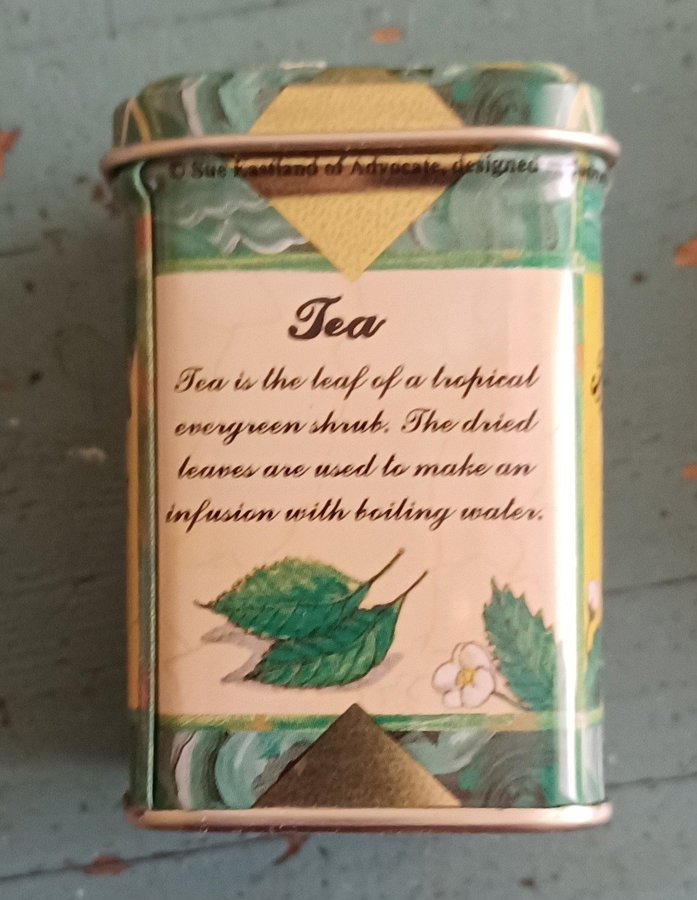 © Sue Eastland of Advocate, designed
Tea
Tea is the leaf of a tropical
evergreen shrub. The dried
leaves are used to make an
infusion with boiling water.